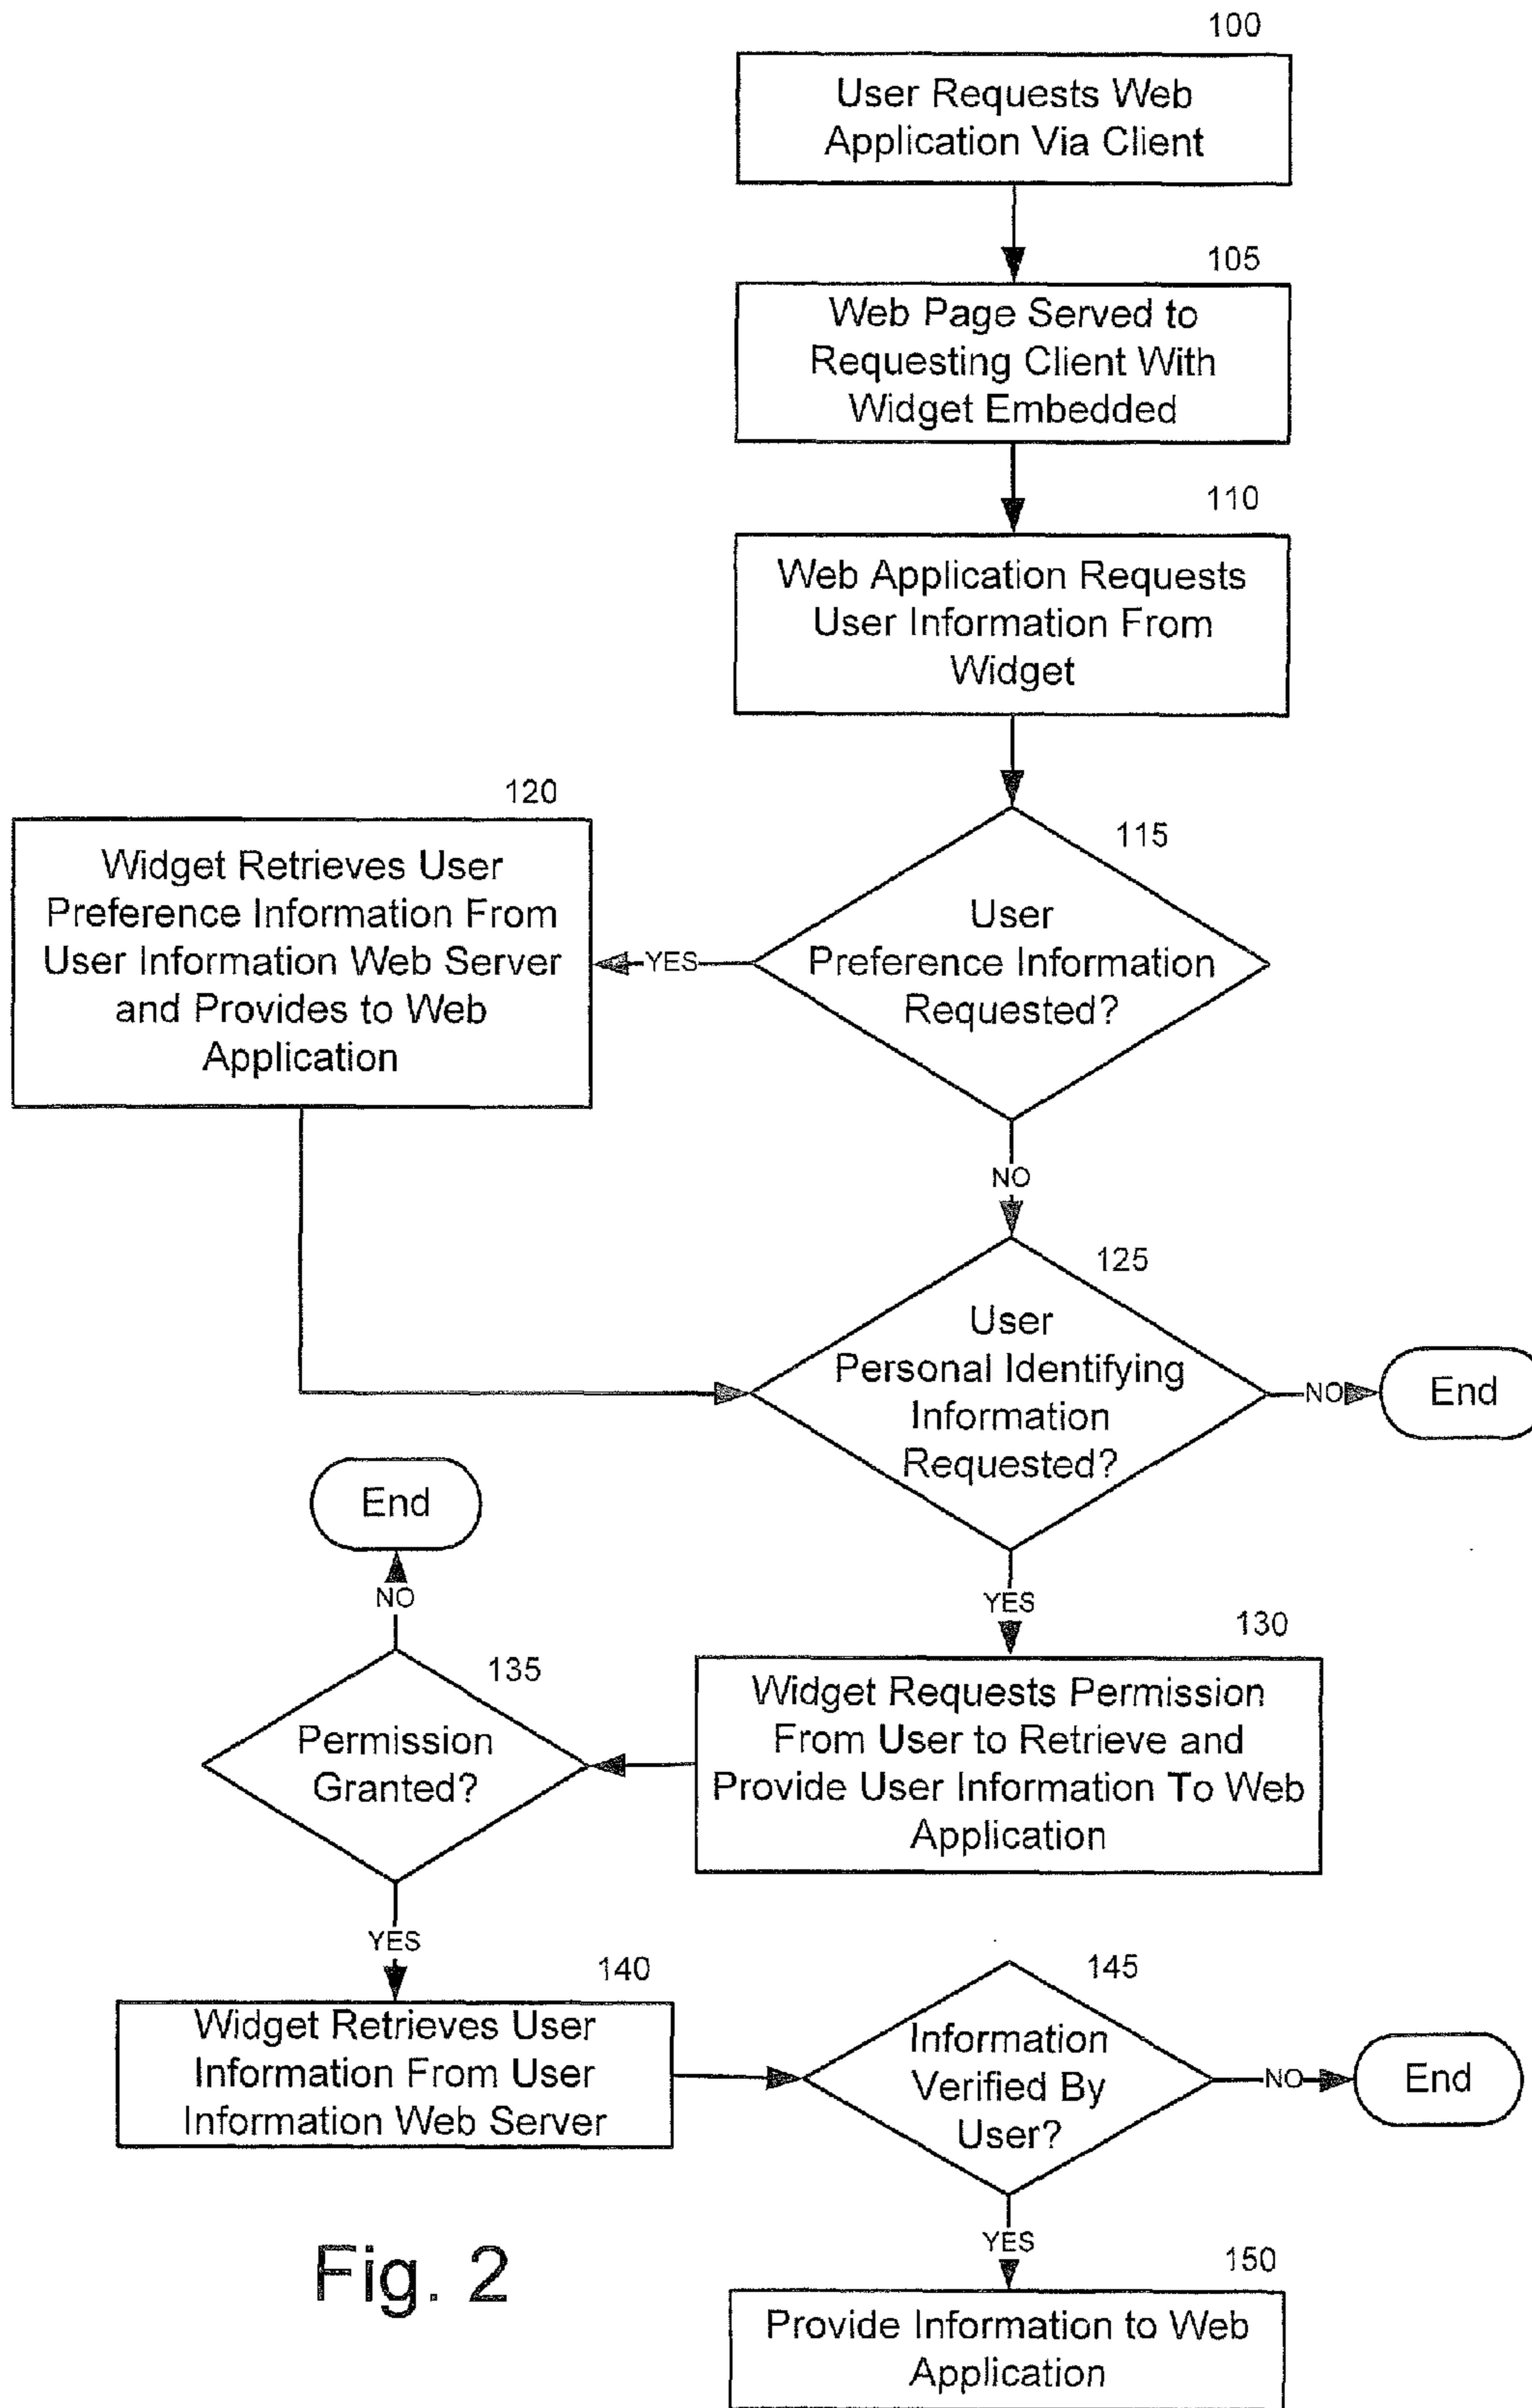 100
User Requests Web
Application Via Client
105
Web Page Served to
Requesting Client With
Widget Embedded
110
Web Application Requests
User Information From
Widget
120
Widget Retrieves User
Preference Information From
User Information Web Server
and Provides to Web
Application
115
User
Preference Information
Requested?
YES
NO
125
User
Personal Identifying
Information
Requested?
NO
End
End
NO
YES
130
Widget Requests Permission
From User to Retrieve and
Provide User Information To Web
Application
135
Permission
Granted?
YES
140
Widget Retrieves User
Information From User
Information Web Server
145
Information
Verified By
User?
NO
End
YES
150
Provide Information to Web
Application
Fig. 2